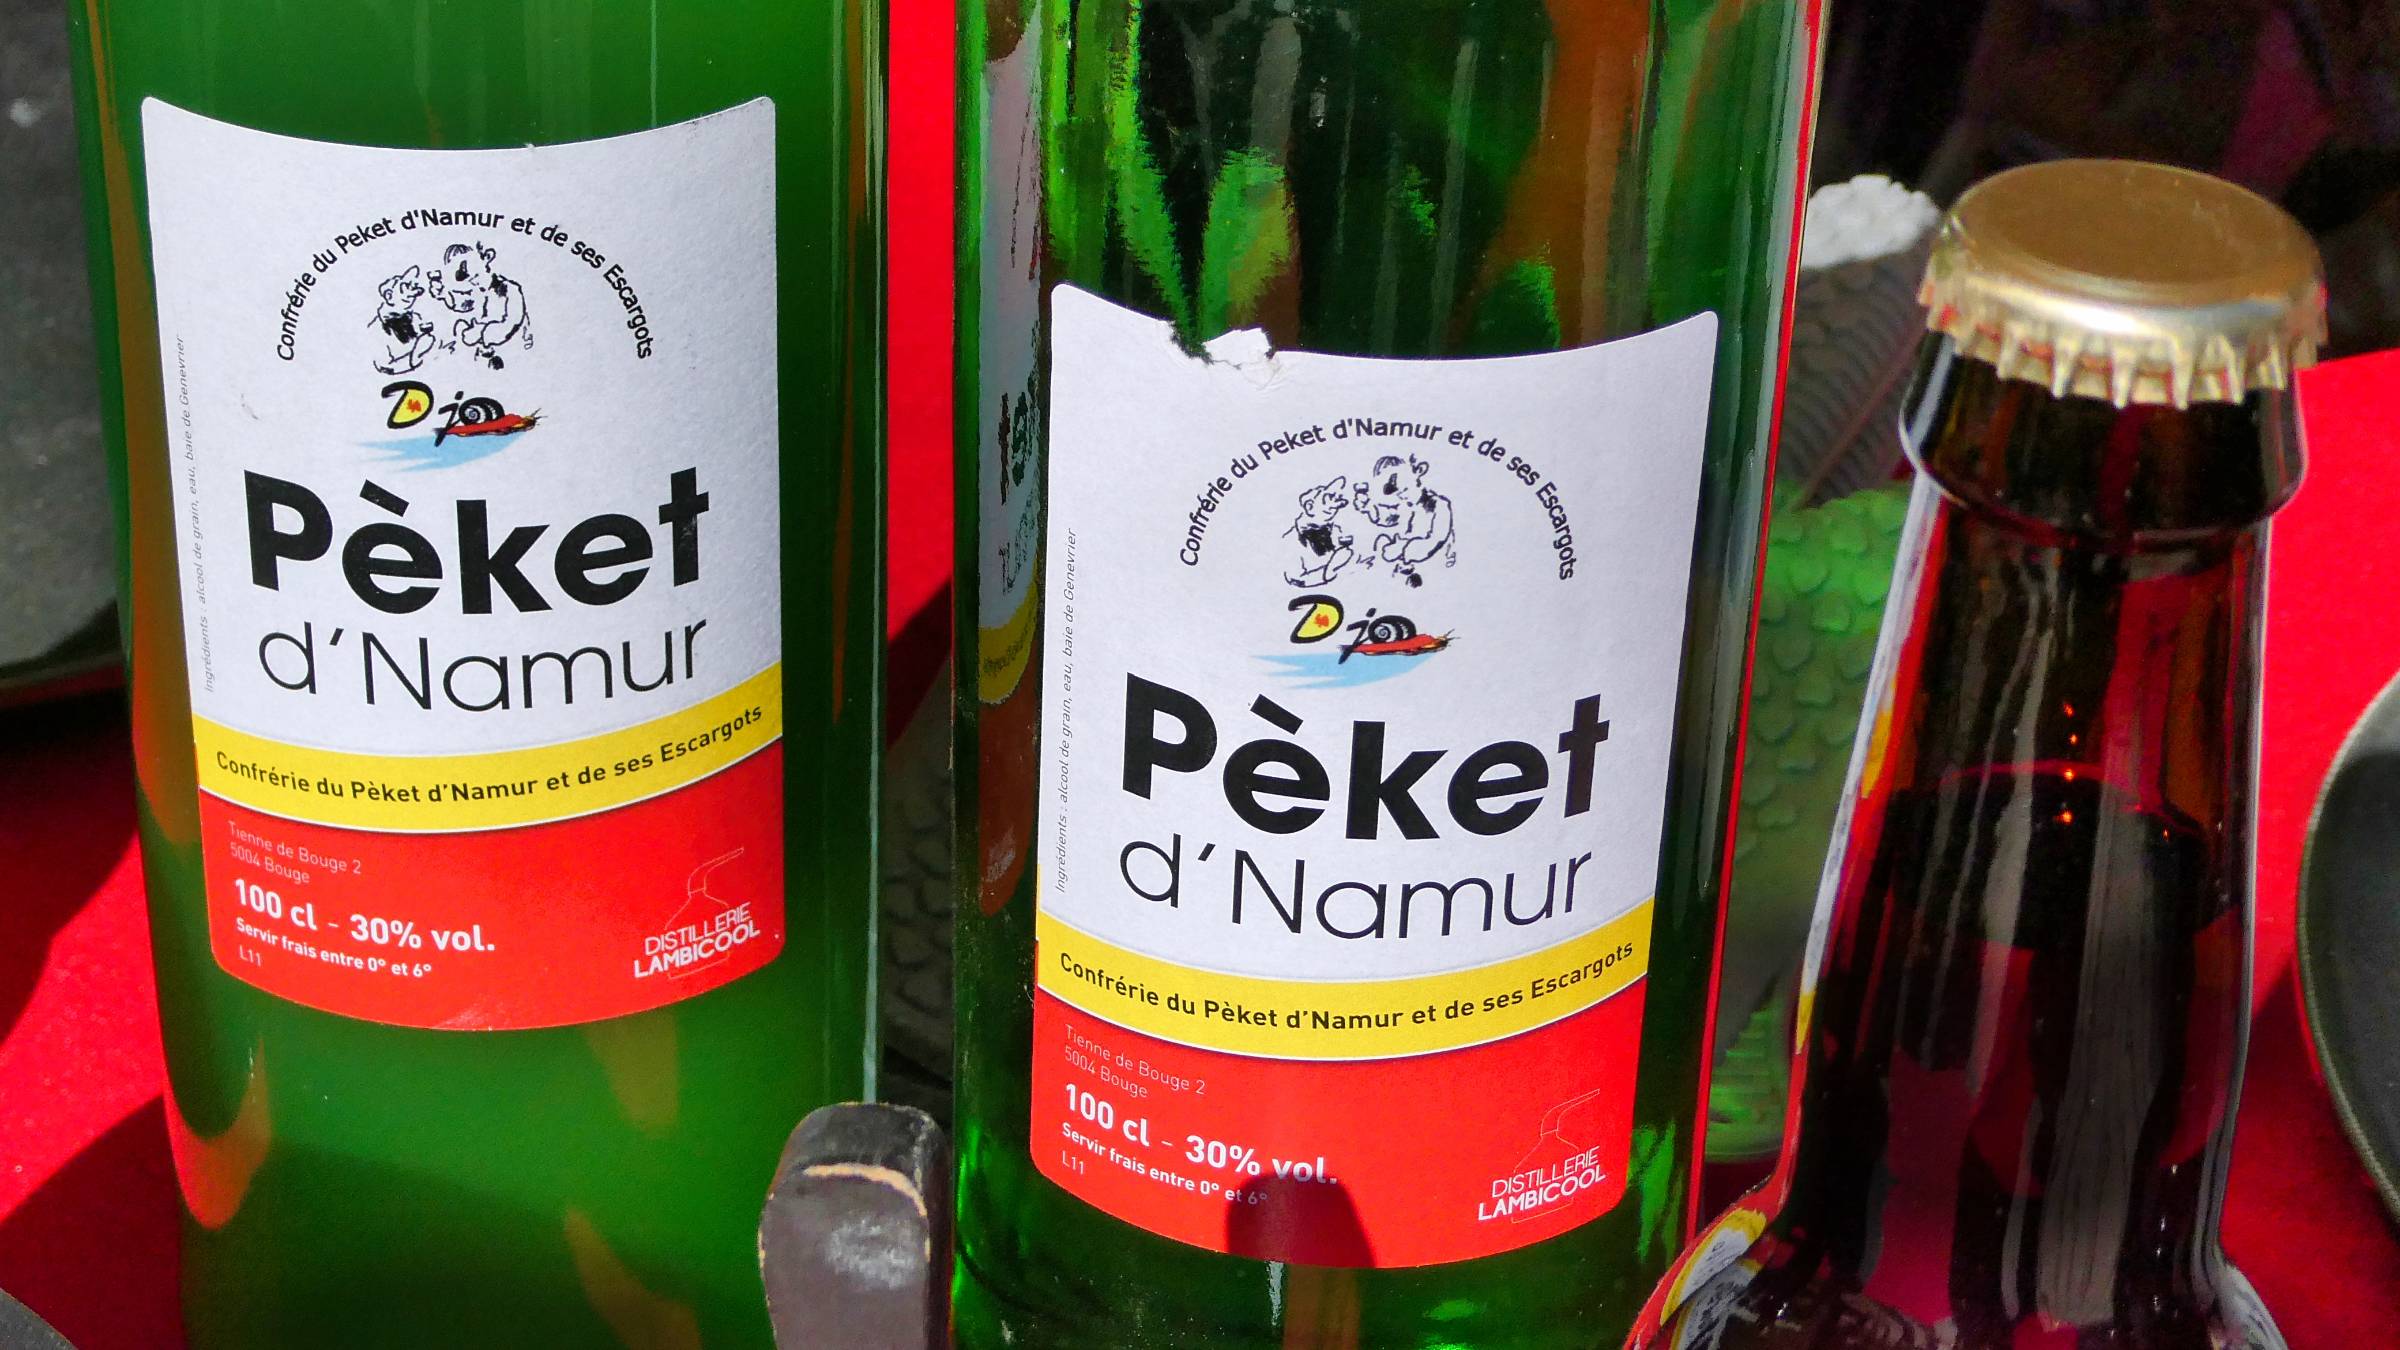 Confrérie du Peket d'Namur et de ses Escargots
Djo
Pèket
d'Namur
Ingrédients : alcool de grain, eau, baie de Genevrier
Confrérie du Pèket d'Namur et de ses Escargots
Tienne de Bouge 2
5004 Bouge
100 cl - 30% vol.
Servir frais entre 0° et 6°
L11
DISTILLERIE
LAMBICOOL
Confrérie du Peket d'Namur et de ses Escargots
Djo
Pèket
d'Namur
Ingrédients : alcool de grain, eau, baie de Genevrier
Confrérie du Pèket d'Namur et de ses Escargots
Tienne de Bouge 2
5004 Bouge
100 cl - 30% vol.
Servir frais entre 0° et 6°
L11
DISTILLERIE
LAMBICOOL